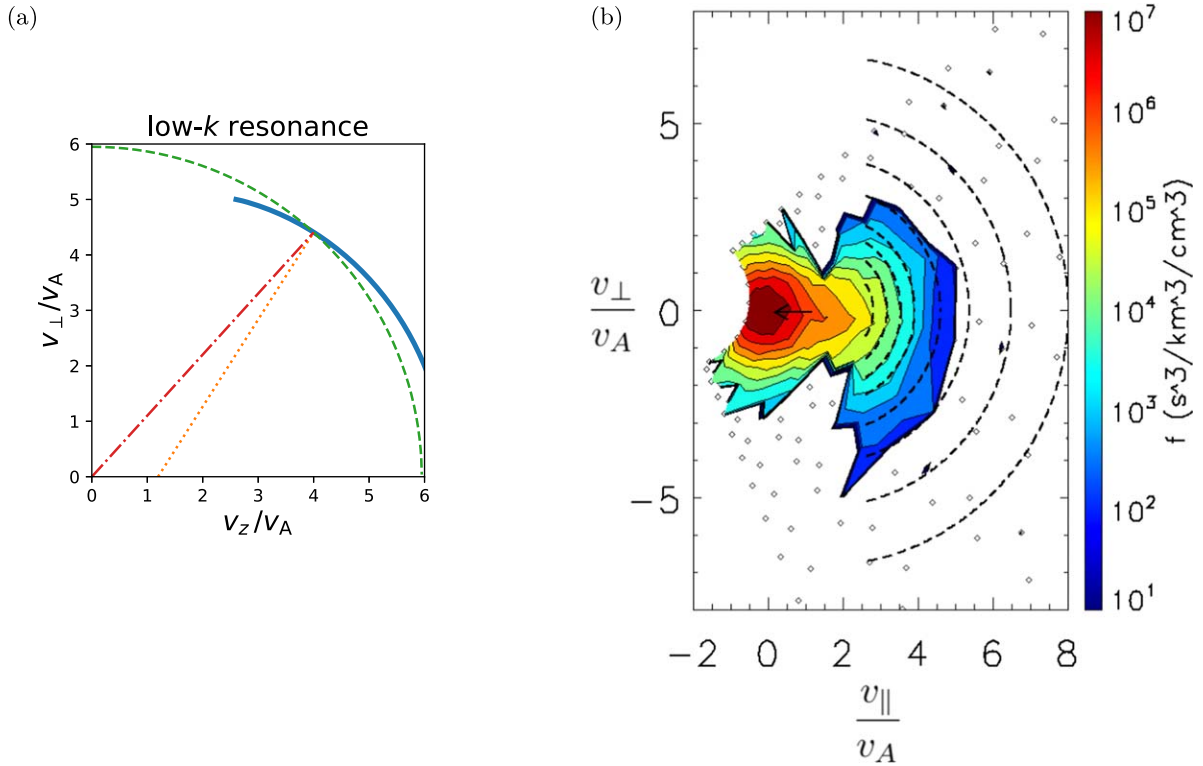 (a)
low-k resonance
6
5
4
3
2
1
0
v⊥/vA
0 1 2 3 4 5 6
vz/vA
(b)
5
0
−5
v⊥
vA
−2 0 2 4 6 8
v∥
vA
10^7
10^6
10^5
10^4
10^3
10^2
10^1
f (s^3/km^3/cm^3)